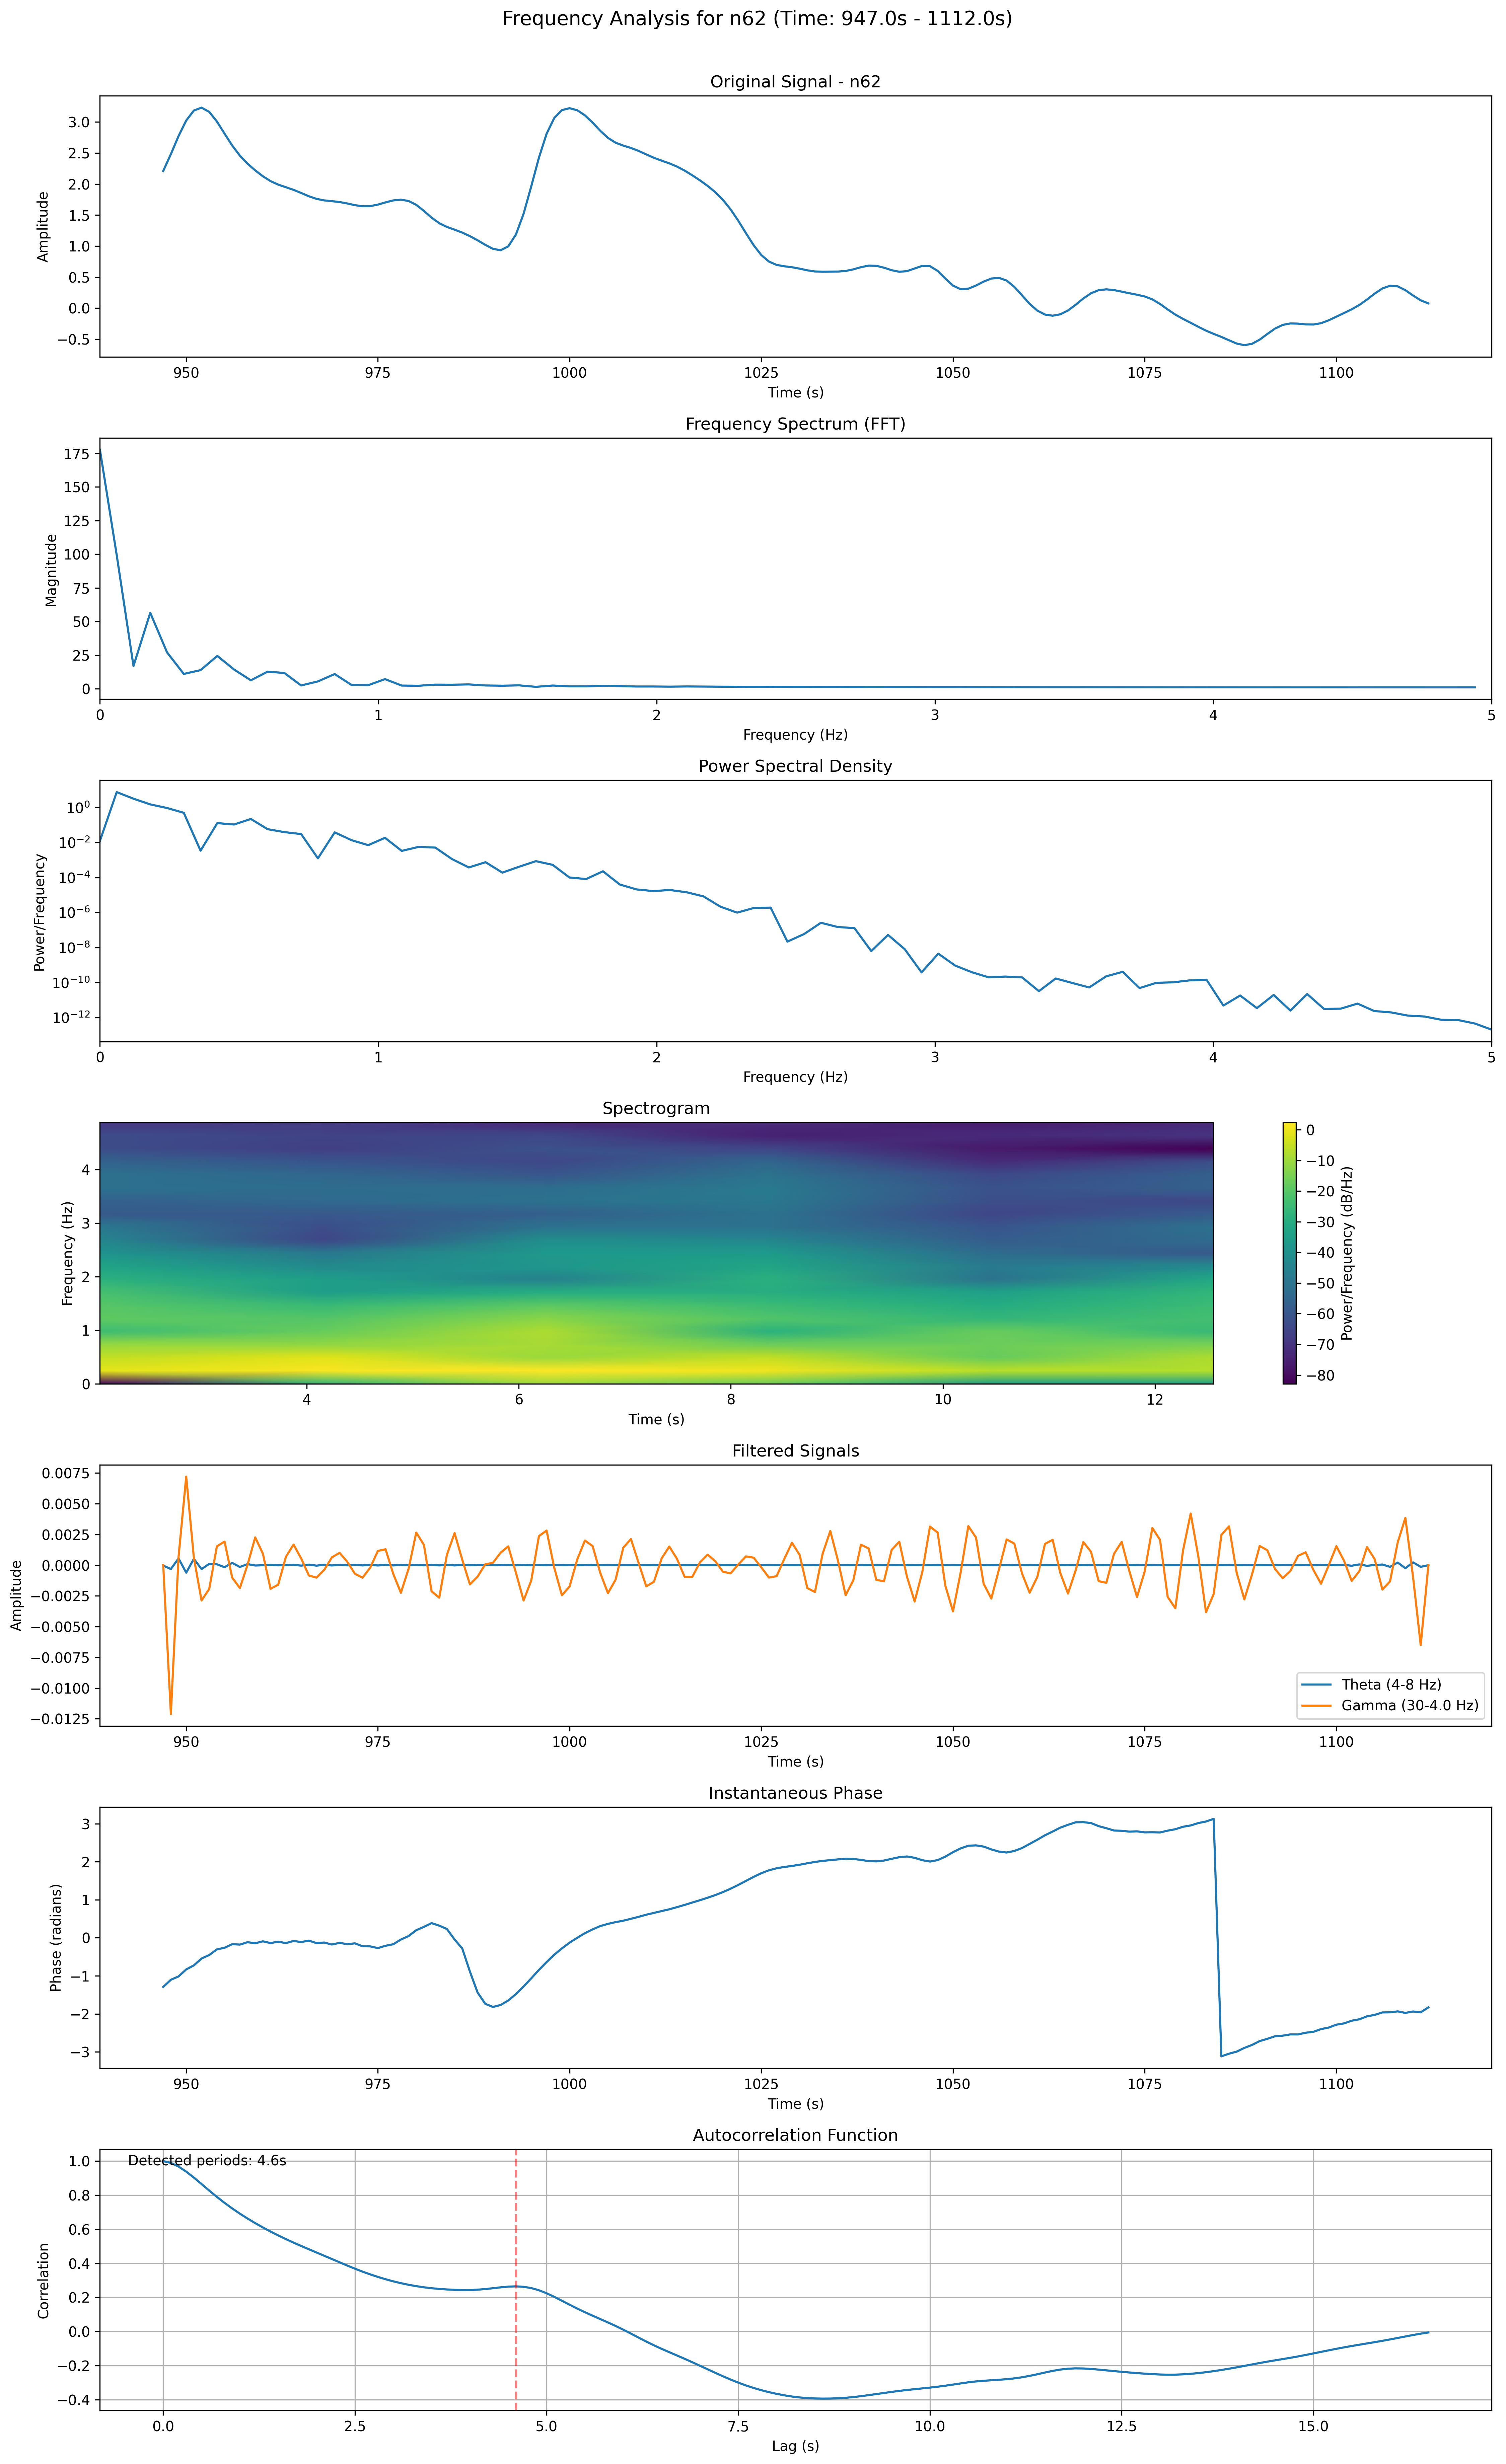 Frequency Analysis for n62 (Time: 947.0s - 1112.0s)
Original Signal - n62
Amplitude
3.0
2.5
2.0
1.5
1.0
0.5
0.0
−0.5
950 975 1000 1025 1050 1075 1100
Time (s)
Frequency Spectrum (FFT)
Magnitude
175
150
125
100
75
50
25
0
0 1 2 3 4 5
Frequency (Hz)
Power Spectral Density
Power/Frequency
10⁰
10⁻²
10⁻⁴
10⁻⁶
10⁻⁸
10⁻¹⁰
10⁻¹²
0 1 2 3 4 5
Frequency (Hz)
Spectrogram
Frequency (Hz)
4
3
2
1
0
4 6 8 10 12
Time (s)
0
−10
−20
−30
−40
−50
−60
−70
−80
Power/Frequency (dB/Hz)
Filtered Signals
Amplitude
0.0075
0.0050
0.0025
0.0000
−0.0025
−0.0050
−0.0075
−0.0100
−0.0125
Theta (4-8 Hz)
Gamma (30-4.0 Hz)
950 975 1000 1025 1050 1075 1100
Time (s)
Instantaneous Phase
Phase (radians)
3
2
1
0
−1
−2
−3
950 975 1000 1025 1050 1075 1100
Time (s)
Autocorrelation Function
Detected periods: 4.6s
Correlation
1.0
0.8
0.6
0.4
0.2
0.0
−0.2
−0.4
0.0 2.5 5.0 7.5 10.0 12.5 15.0
Lag (s)